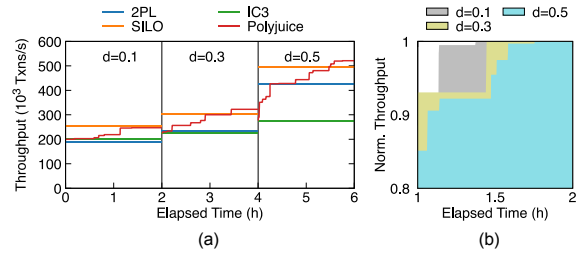 2PL
SILO
IC3
Polyjuice
Throughput (10³ Txns/s)
600
500
400
300
200
100
0
d=0.1
d=0.3
d=0.5
0 1 2 3 4 5 6
Elapsed Time (h)
(a)
d=0.1
d=0.3
d=0.5
Norm. Throughput
1
0.9
0.8
1 1.5 2
Elapsed Time (h)
(b)